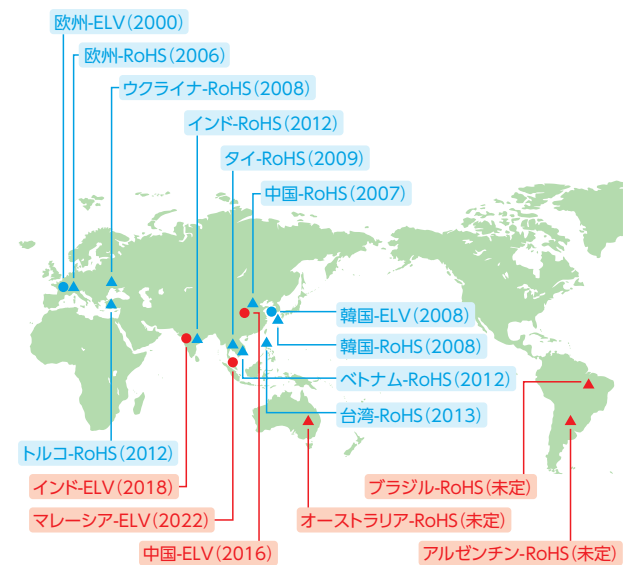 欧州-ELV(2000)
欧州-RoHS(2006)
ウクライナ-RoHS(2008)
インド-RoHS(2012)
タイ-RoHS(2009)
中国-RoHS(2007)
韓国-ELV(2008)
韓国-RoHS(2008)
ベトナム-RoHS(2012)
台湾-RoHS(2013)
トルコ-RoHS(2012)
インド-ELV(2018)
ブラジル-RoHS(未定)
マレーシア-ELV(2022)
オーストラリア-RoHS(未定)
中国-ELV(2016)
アルゼンチン-RoHS(未定)